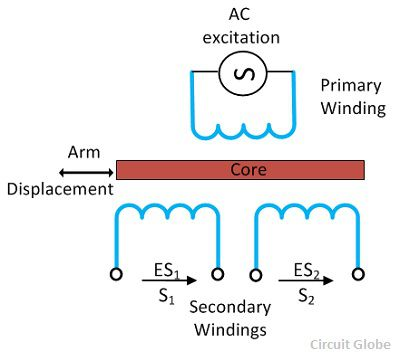 AC
excitation
S
Primary
Winding
Arm
Displacement
Core
ES₁
S₁
ES₂
S₂
Secondary
Windings
Circuit Globe